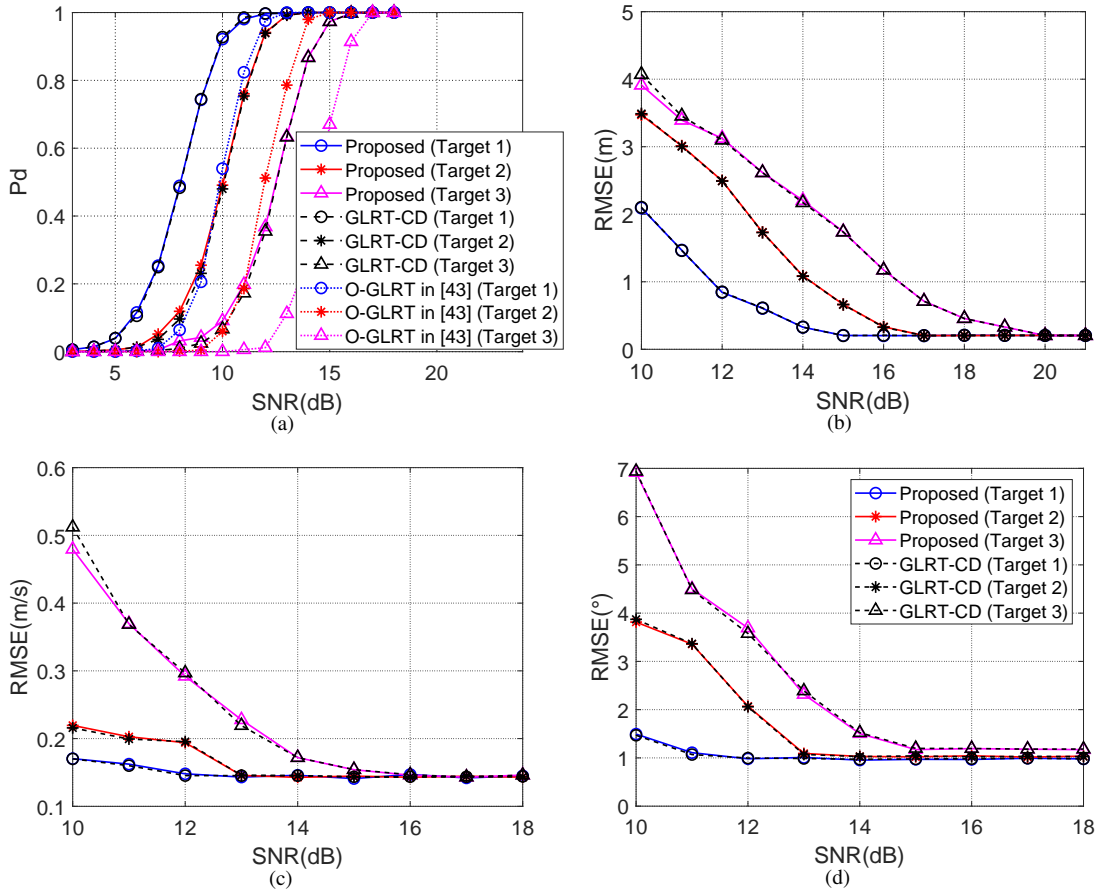 1
0.8
0.6
0.4
0.2
0
Pd
5
10
15
20
SNR(dB)
Proposed (Target 1)
Proposed (Target 2)
Proposed (Target 3)
GLRT-CD (Target 1)
GLRT-CD (Target 2)
GLRT-CD (Target 3)
O-GLRT in [43] (Target 1)
O-GLRT in [43] (Target 2)
O-GLRT in [43] (Target 3)
(a)
5
4
3
2
1
0
RMSE(m)
10
12
14
16
18
20
SNR(dB)
(b)
0.6
0.5
0.4
0.3
0.2
0.1
RMSE(m/s)
10
12
14
16
18
SNR(dB)
(c)
7
6
5
4
3
2
1
0
RMSE(°)
10
12
14
16
18
SNR(dB)
Proposed (Target 1)
Proposed (Target 2)
Proposed (Target 3)
GLRT-CD (Target 1)
GLRT-CD (Target 2)
GLRT-CD (Target 3)
(d)